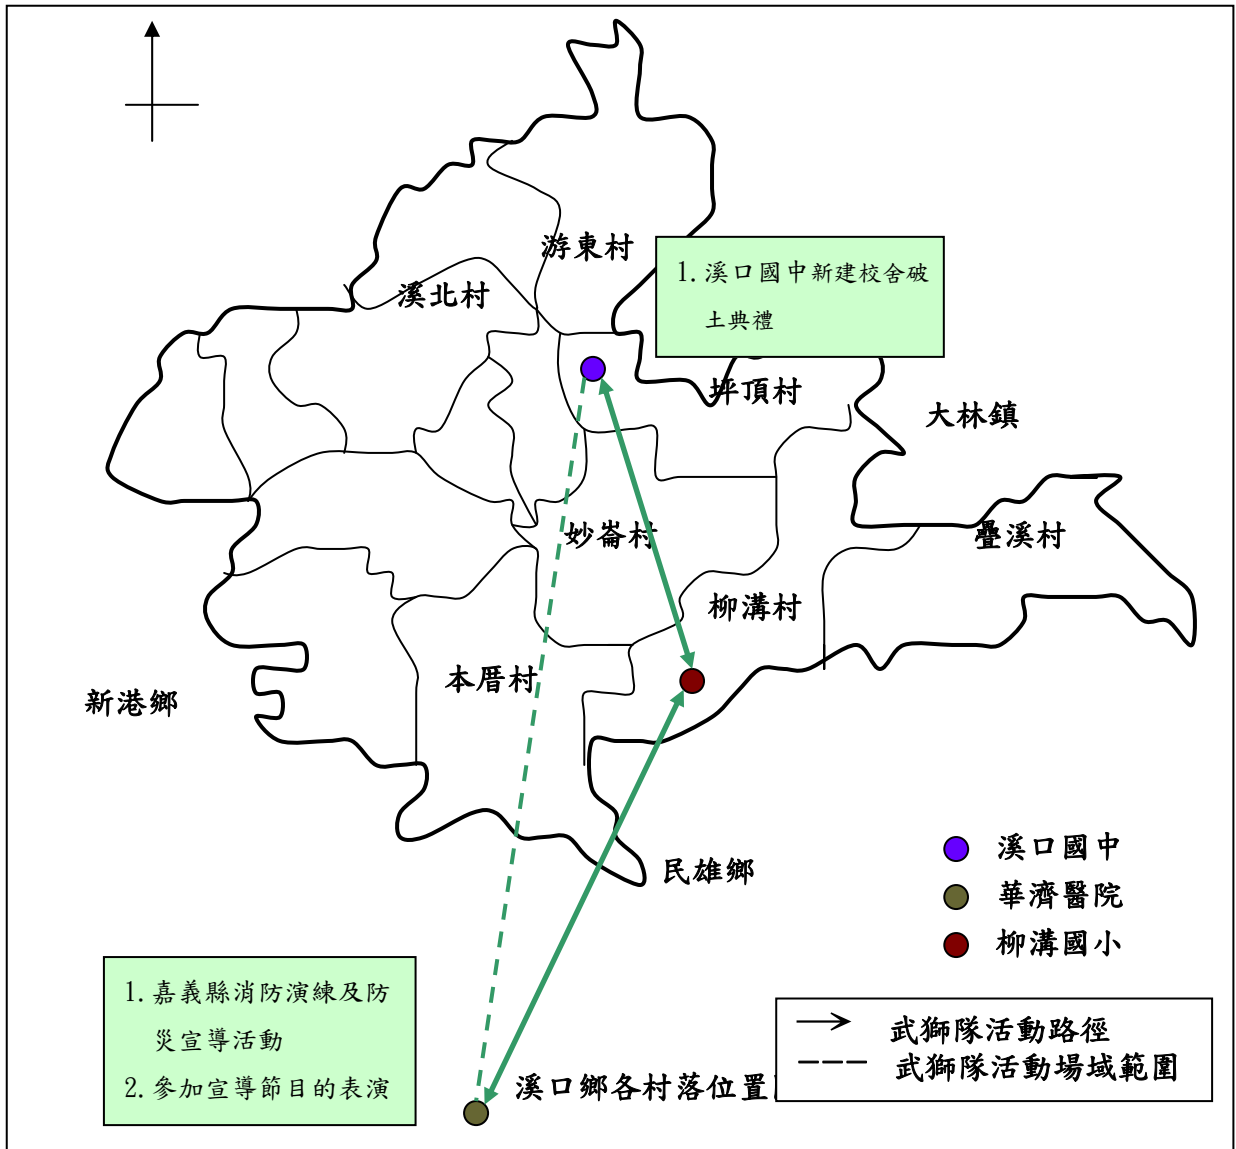 游東村
溪北村
1. 溪口國中新建校舍破
土典禮
坪頂村
大林鎮
妙崙村
疊溪村
柳溝村
本厝村
新港鄉
民雄鄉
溪口國中
華濟醫院
柳溝國小
1. 嘉義縣消防演練及防
災宣導活動
2. 參加宣導節目的表演
武獅隊活動路徑
武獅隊活動場域範圍
溪口鄉各村落位置